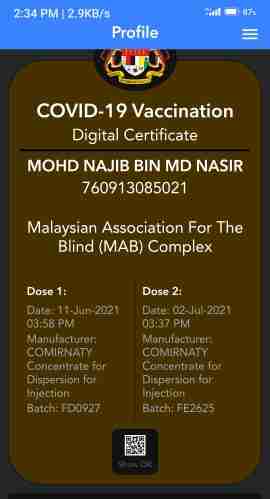 2:34 PM | 2.9KB/s
87%
Profile
COVID-19 Vaccination
Digital Certificate
MOHD NAJIB BIN MD NASIR
760913085021
Malaysian Association For The
Blind (MAB) Complex
Dose 1:
Date: 11-Jun-2021
03:58 PM
Manufacturer:
COMIRNATY
Concentrate for
Dispersion for
Injection
Batch: FD0927
Dose 2:
Date: 02-Jul-2021
03:37 PM
Manufacturer:
COMIRNATY
Concentrate for
Dispersion for
Injection
Batch: FE2625
Show QR